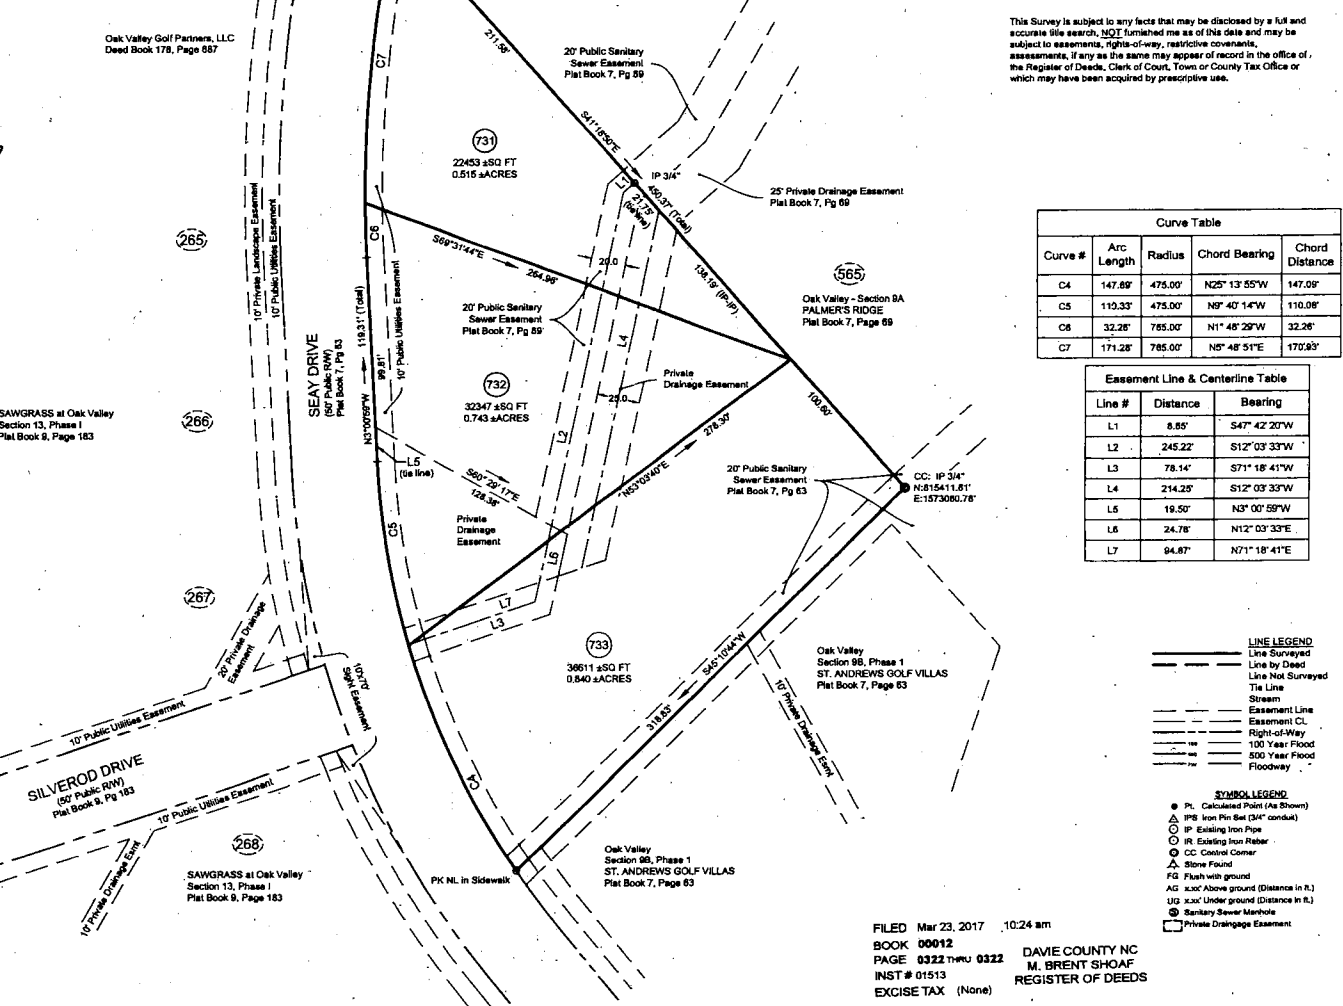 Oak Valley Golf Partners, LLC
Deed Book 178, Page 687
C7
211.58'
20' Public Sanitary
Sewer Easement
Plat Book 7, Pg 69
This Survey is subject to any facts that may be disclosed by a full and
accurate title search, NOT furnished me as of this date and may be
subject to easements, rights-of-way, restrictive covenants,
assessments, if any as the same may appear of record in the office of
the Register of Deeds, Clerk of Court, Town or County Tax Office or
which may have been acquired by prescriptive use.
S41°18'50"E
731
22453 ±SQ FT
0.515 ±ACRES
L1
IP 3/4"
450.37' (Total)
21.75'
(tie line)
25' Private Drainage Easement
Plat Book 7, Pg 69
265
10' Private Landscape Easement
10' Public Utilities Easement
C6
S69°31'44"E
264.96'
20.0
138.19' (IP-IP)
565
Oak Valley - Section 9A
PALMER'S RIDGE
Plat Book 7, Page 69
Curve Table
Curve # Arc Length Radius Chord Bearing Chord Distance
C4 147.69' 475.00' N25° 13' 55"W 147.09'
C5 110.33' 475.00' N9° 40' 14"W 110.08'
C6 32.26' 765.00' N1° 48' 29"W 32.26'
C7 171.28' 765.00' N5° 48' 51"E 170.93'
20' Public Sanitary
Sewer Easement
Plat Book 7, Pg 69
L4
119.31' (Total)
99.81'
N3°00'59"W
10' Public Utilities Easement
SEAY DRIVE
(50' Public R/W)
Plat Book 7, Pg 63
732
32347 ±SQ FT
0.743 ±ACRES
Private
Drainage Easement
25.0
100.60'
Easement Line & Centerline Table
Line # Distance Bearing
L1 8.65' S47° 42' 20"W
L2 245.22' S12° 03' 33"W
L3 78.14' S71° 18' 41"W
L4 214.25' S12° 03' 33"W
L5 19.50' N3° 00' 59"W
L6 24.78' N12° 03' 33"E
L7 94.87' N71° 18' 41"E
SAWGRASS at Oak Valley
Section 13, Phase I
Plat Book 9, Page 183
266
L2
L5
(tie line)
S60°29'17"E
128.36'
278.30'
N53°03'40"E
20' Public Sanitary
Sewer Easement
Plat Book 7, Pg 63
CC: IP 3/4"
N:815411.61'
E:1573060.78'
C5
Private
Drainage
Easement
L6
L7
L3
267
20' Private Drainage
Easement
10'X70'
Sight Easement
733
36611 ±SQ FT
0.840 ±ACRES
S45°10'44"W
318.83'
Oak Valley
Section 9B, Phase 1
ST. ANDREWS GOLF VILLAS
Plat Book 7, Page 63
10' Private Drainage Esmt
LINE LEGEND
Line Surveyed
Line by Deed
Line Not Surveyed
Tie Line
Stream
Easement Line
Easement CL
Right-of-Way
100 Year Flood
500 Year Flood
Floodway
10' Public Utilities Easement
SILVEROD DRIVE
(50' Public R/W)
Plat Book 9, Pg 183
10' Public Utilities Easement
C4
SYMBOL LEGEND
Pt. Calculated Point (As Shown)
IPS Iron Pin Set (3/4" conduit)
IP Existing Iron Pipe
IR Existing Iron Rebar
CC Control Corner
Stone Found
FG Flush with ground
AG x.xx' Above ground (Distance in ft.)
UG x.xx' Under ground (Distance in ft.)
Sanitary Sewer Manhole
Private Draingage Easement
268
SAWGRASS at Oak Valley
Section 13, Phase I
Plat Book 9, Page 183
10' Private Drainage Esmt
PK NL in Sidewalk
Oak Valley
Section 9B, Phase 1
ST. ANDREWS GOLF VILLAS
Plat Book 7, Page 63
FILED Mar 23, 2017 10:24 am
BOOK 00012
PAGE 0322 THRU 0322
INST # 01513
EXCISE TAX (None)
DAVIE COUNTY NC
M. BRENT SHOAF
REGISTER OF DEEDS